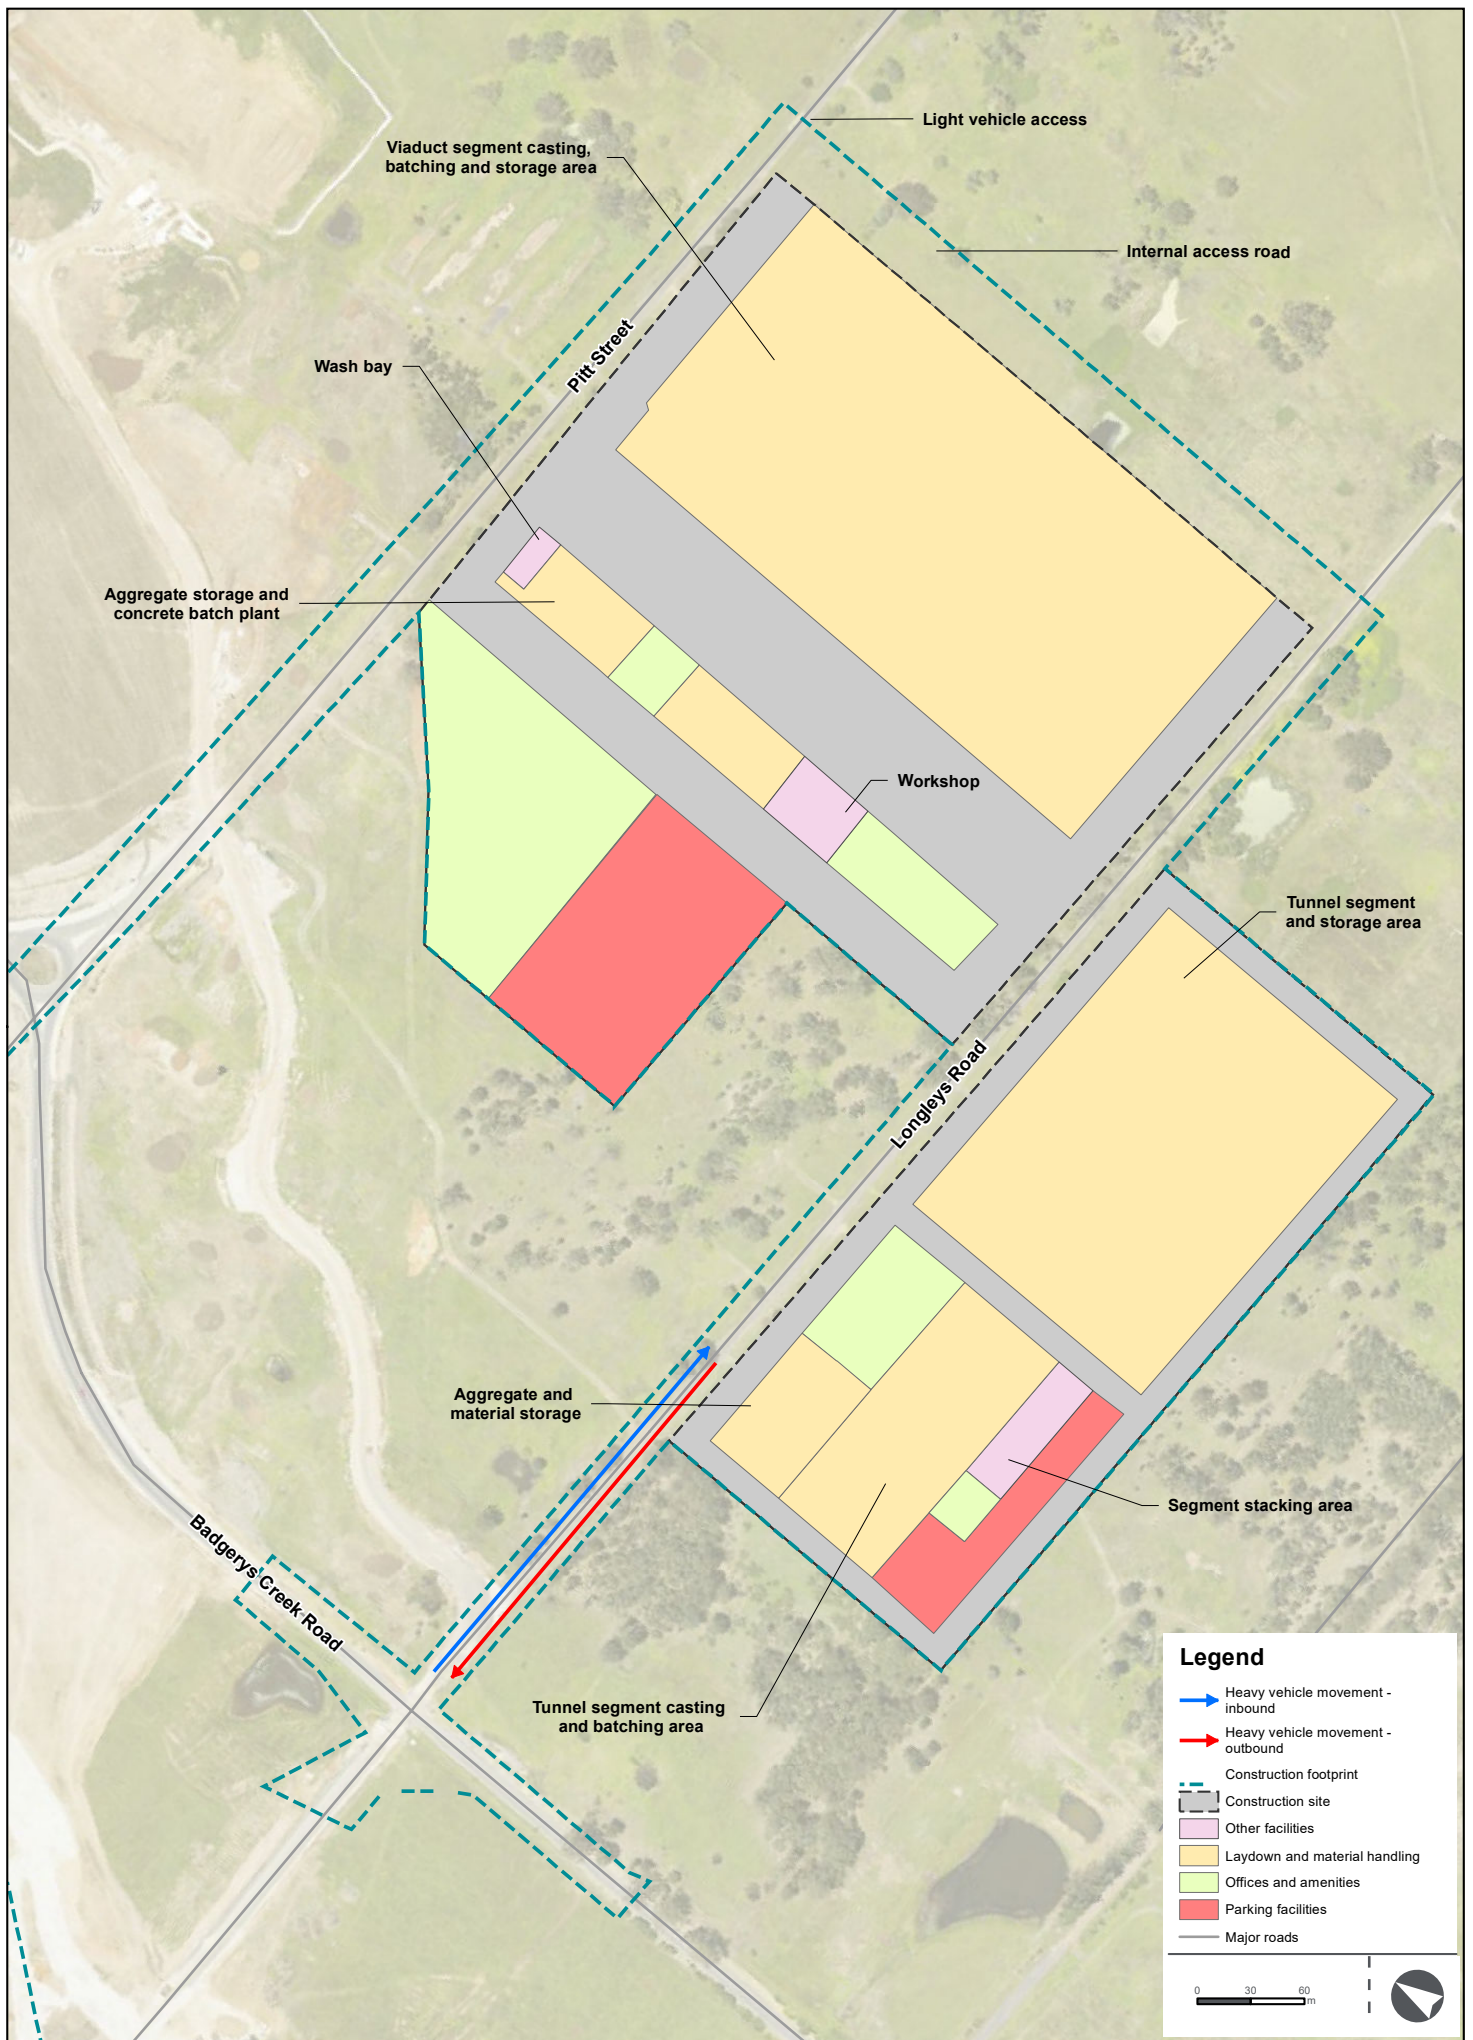 Light vehicle access
Viaduct segment casting,
batching and storage area
Internal access road
Pitt Street
Wash bay
Aggregate storage and
concrete batch plant
Workshop
Tunnel segment
and storage area
Longleys Road
Aggregate and
material storage
Segment stacking area
Badgerys Creek Road
Tunnel segment casting
and batching area
Legend
Heavy vehicle movement -
inbound
Heavy vehicle movement -
outbound
Construction footprint
Construction site
Other facilities
Laydown and material handling
Offices and amenities
Parking facilities
Major roads
0 30 60
m